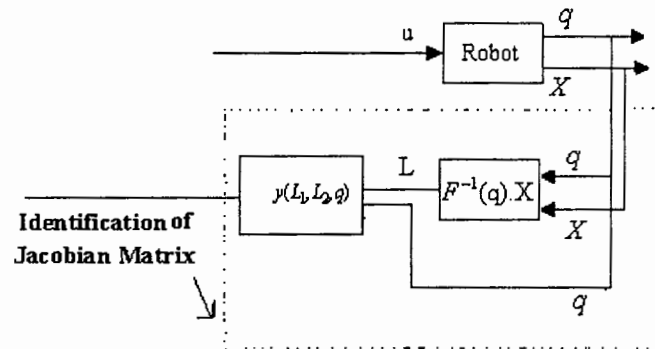 u
Robot
q
X
L
y(L₁,L₂,q)
F⁻¹(q).X
q
X
Identification of
Jacobian Matrix
q